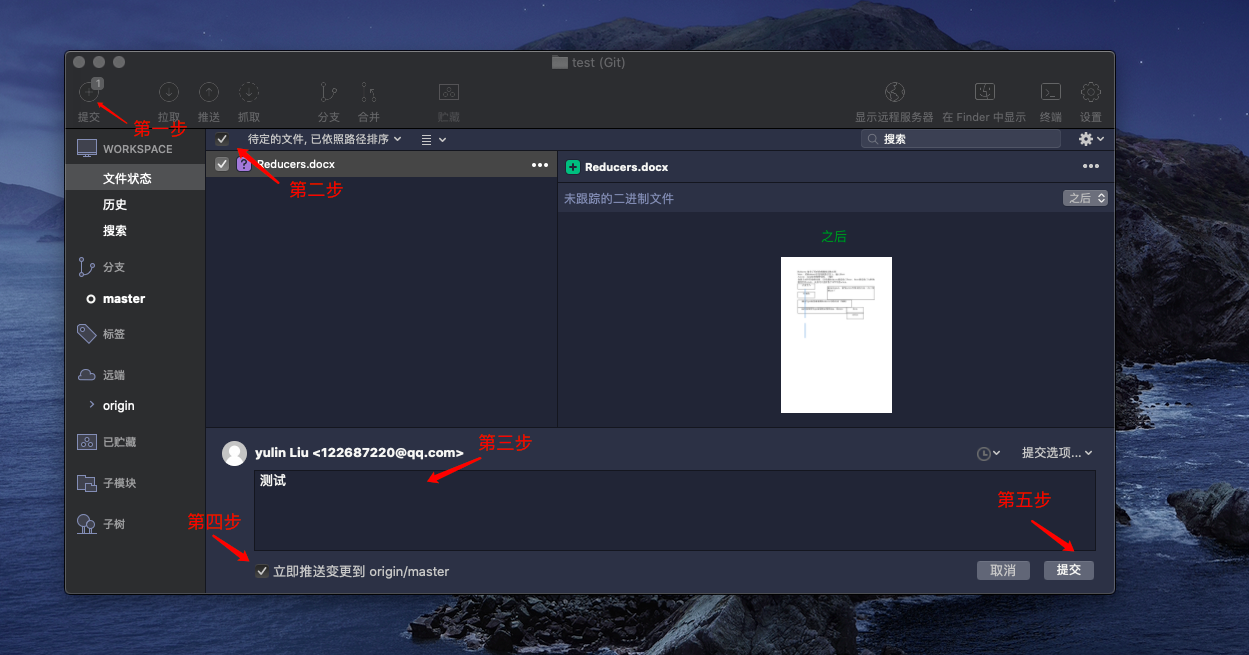 test (Git)
1
提交
拉取
推送
抓取
分支
合并
贮藏
显示远程服务器
在 Finder 中显示
终端
设置
第一步
WORKSPACE
待定的文件, 已依照路径排序
搜索
Reducers.docx
第二步
Reducers.docx
文件状态
未跟踪的二进制文件
之后
历史
搜索
之后
分支
master
标签
远端
origin
已贮藏
子模块
子树
yulin Liu <122687220@qq.com>
第三步
提交选项...
测试
第四步
第五步
立即推送变更到 origin/master
取消
提交